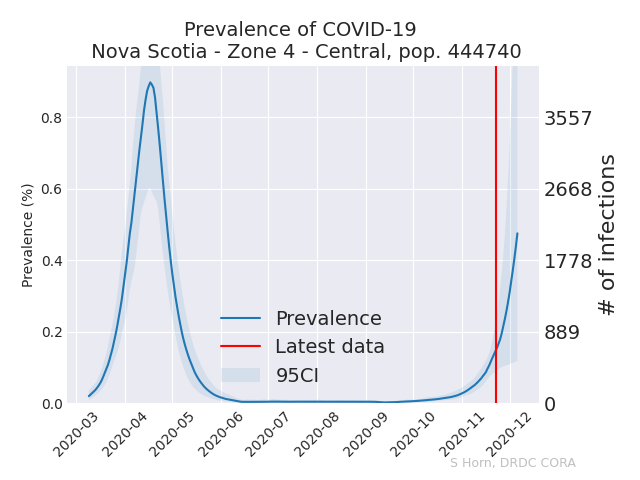 Prevalence of COVID-19
Nova Scotia - Zone 4 - Central, pop. 444740
Prevalence (%)
0.8
0.6
0.4
0.2
0.0
3557
2668
1778
889
0
# of infections
Prevalence
Latest data
95CI
2020-03
2020-04
2020-05
2020-06
2020-07
2020-08
2020-09
2020-10
2020-11
2020-12
S Horn, DRDC CORA